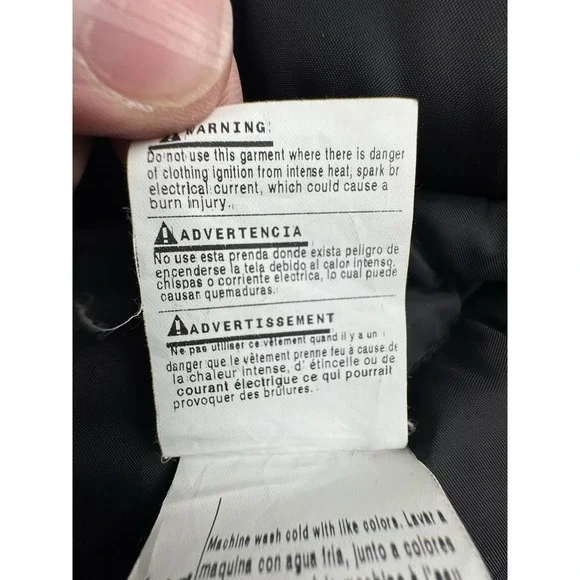 WARNING:
Do not use this garment where there is danger
of clothing ignition from intense heat, spark or
electrical current, which could cause a
burn injury.
ADVERTENCIA
No use esta prenda donde exista peligro de
encenderse la tela debido al calor intenso,
chispas o corriente electrica, lo cual puede
causar quemaduras.
ADVERTISSEMENT
Ne pas utiliser ce vêtement quand il y a un
danger que le vêtement prenne feu à cause de
la chaleur intense, d' étincelle ou de
courant électrique ce qui pourrait
provoquer des brûlures.
Machine wash cold with like colors. Lavar a
maquina con agua fria, junto a colores